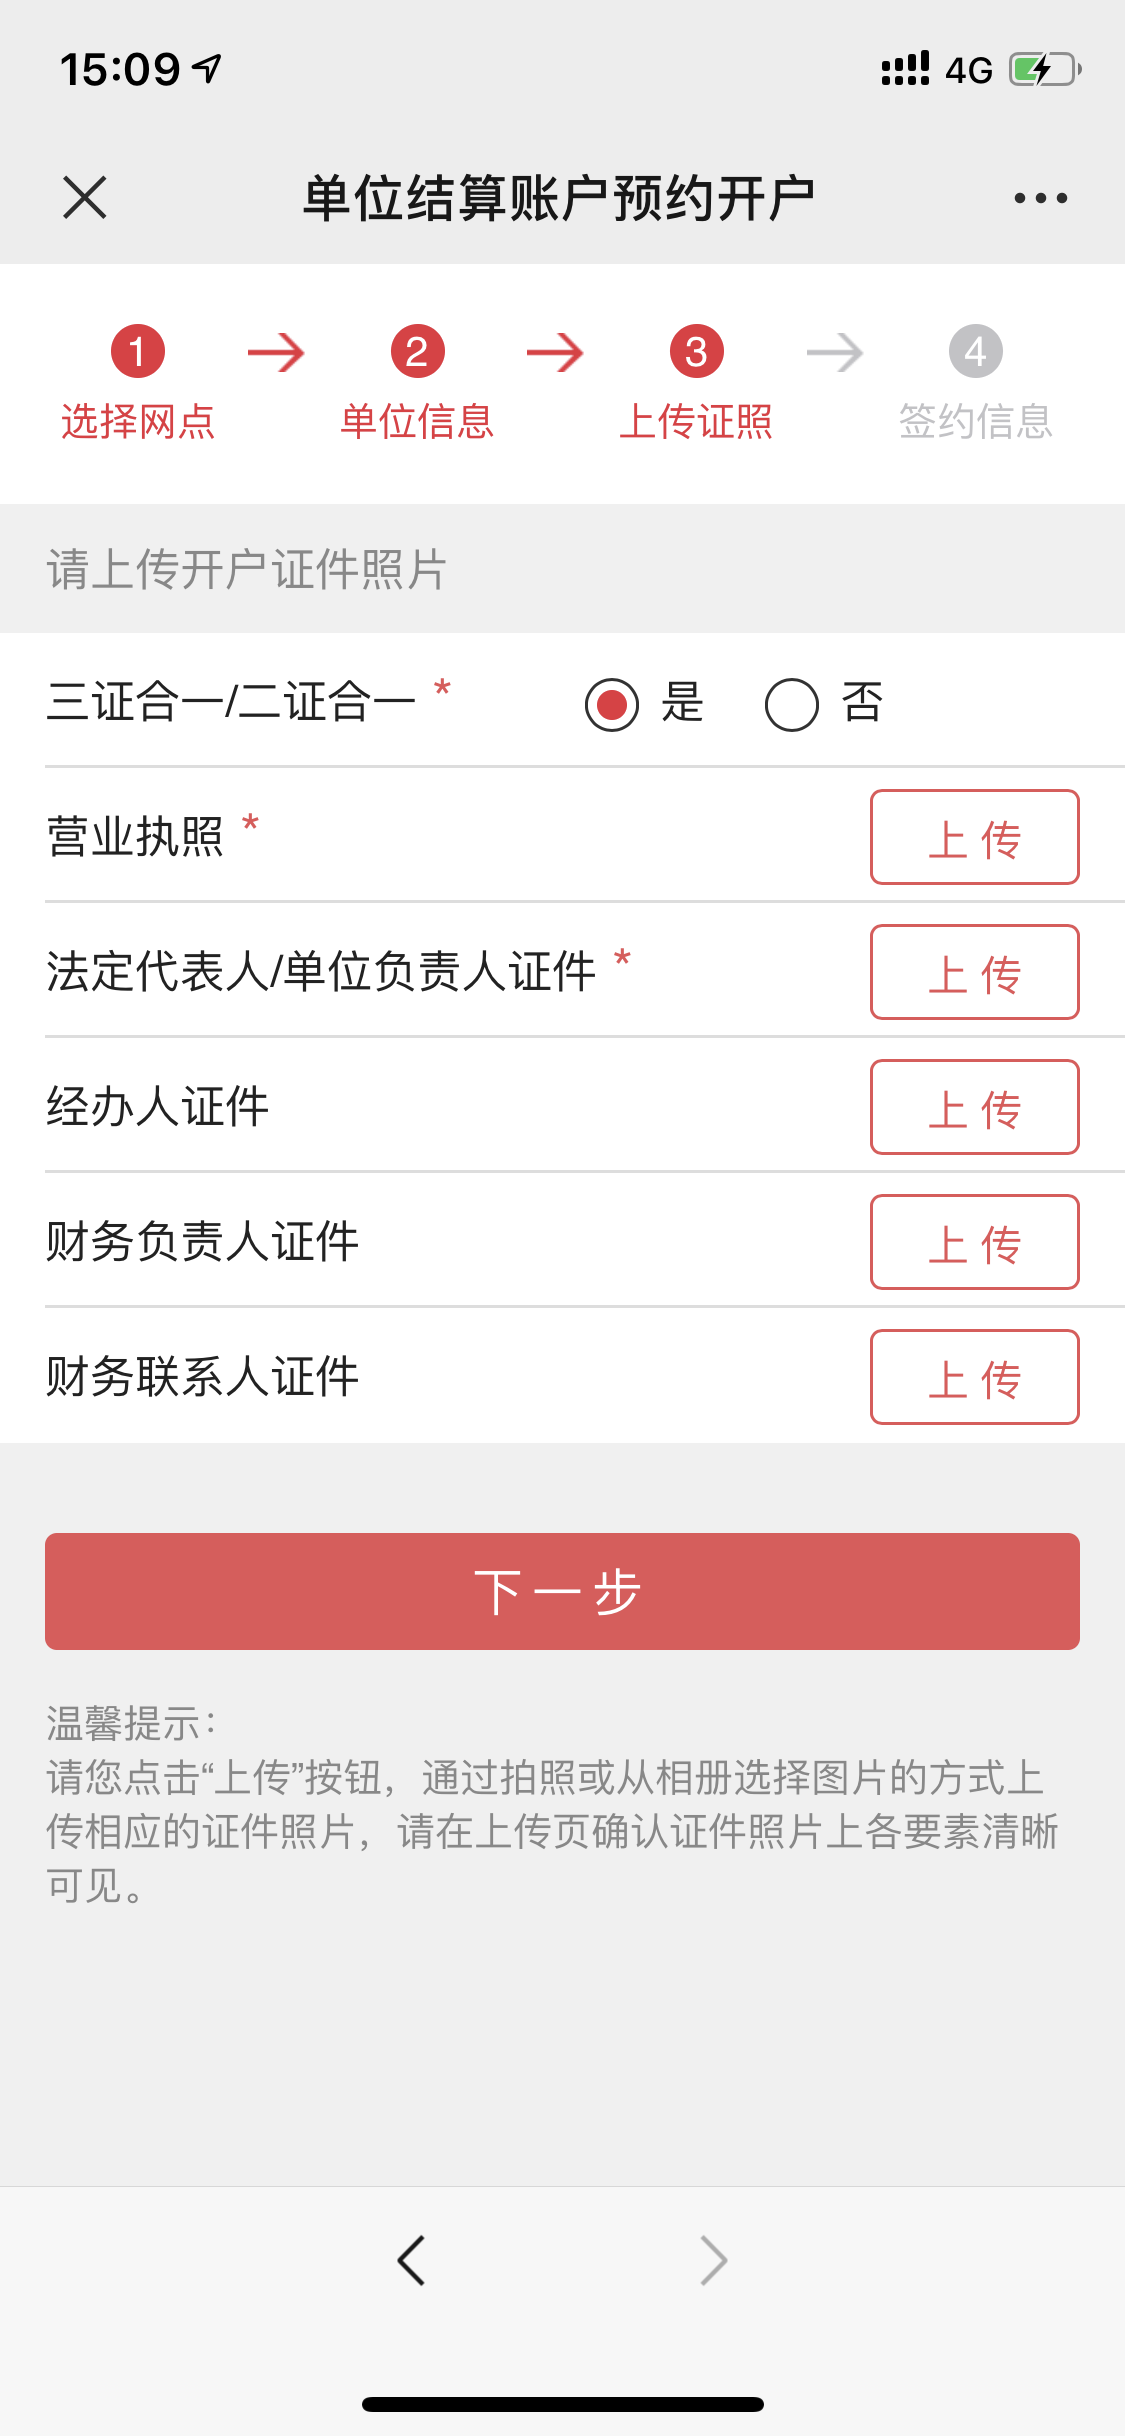 15:09 4G
单位结算账户预约开户
1 2 3 4
选择网点 单位信息 上传证照 签约信息
请上传开户证件照片
三证合一/二证合一 * 是 否
营业执照 * 上传
法定代表人/单位负责人证件 * 上传
经办人证件 上传
财务负责人证件 上传
财务联系人证件 上传
下一步
温馨提示：
请您点击“上传”按钮，通过拍照或从相册选择图片的方式上
传相应的证件照片，请在上传页确认证件照片上各要素清晰
可见。